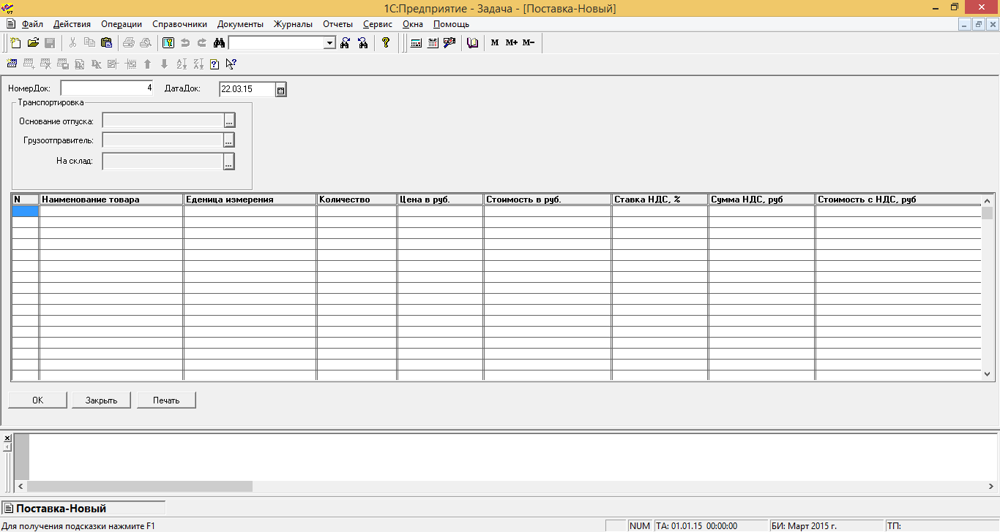 V7 1С:Предприятие - Задача - [Поставка-Новый]
Файл Действия Операции Справочники Документы Журналы Отчеты Сервис Окна Помощь
M M+ M-
НомерДок: 4 ДатаДок: 22.03.15
Транспортировка
Основание отпуска: ...
Грузоотправитель: ...
На склад: ...
N Наименование товара Еденица измерения Количество Цена в руб. Стоимость в руб. Ставка НДС, % Сумма НДС, руб Стоимость с НДС, руб
OK Закрыть Печать
Поставка-Новый
Для получения подсказки нажмите F1 NUM TA: 01.01.15 00:00:00 БИ: Март 2015 г. ТП: